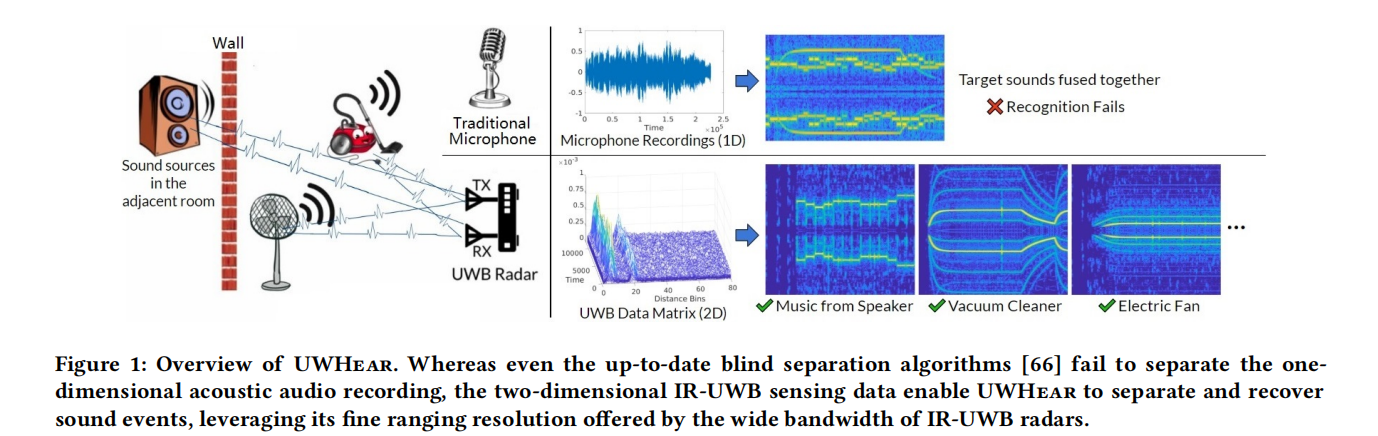 Wall
Sound sources
in the
adjacent room
TX
RX
UWB Radar
Traditional
Microphone
1
0.5
0
-0.5
-1
0 0.5 1 1.5 2 2.5
Time
×10⁵
Microphone Recordings (1D)
Target sounds fused together
Recognition Fails
×10⁻³
1
0.75
0.5
0.25
0
10000
5000
Time
0
0 20 40 60 80
Distance Bins
UWB Data Matrix (2D)
Music from Speaker
Vacuum Cleaner
Electric Fan
...
Figure 1: Overview of UWHEAR. Whereas even the up-to-date blind separation algorithms [66] fail to separate the one-
dimensional acoustic audio recording, the two-dimensional IR-UWB sensing data enable UWHEAR to separate and recover
sound events, leveraging its fine ranging resolution offered by the wide bandwidth of IR-UWB radars.